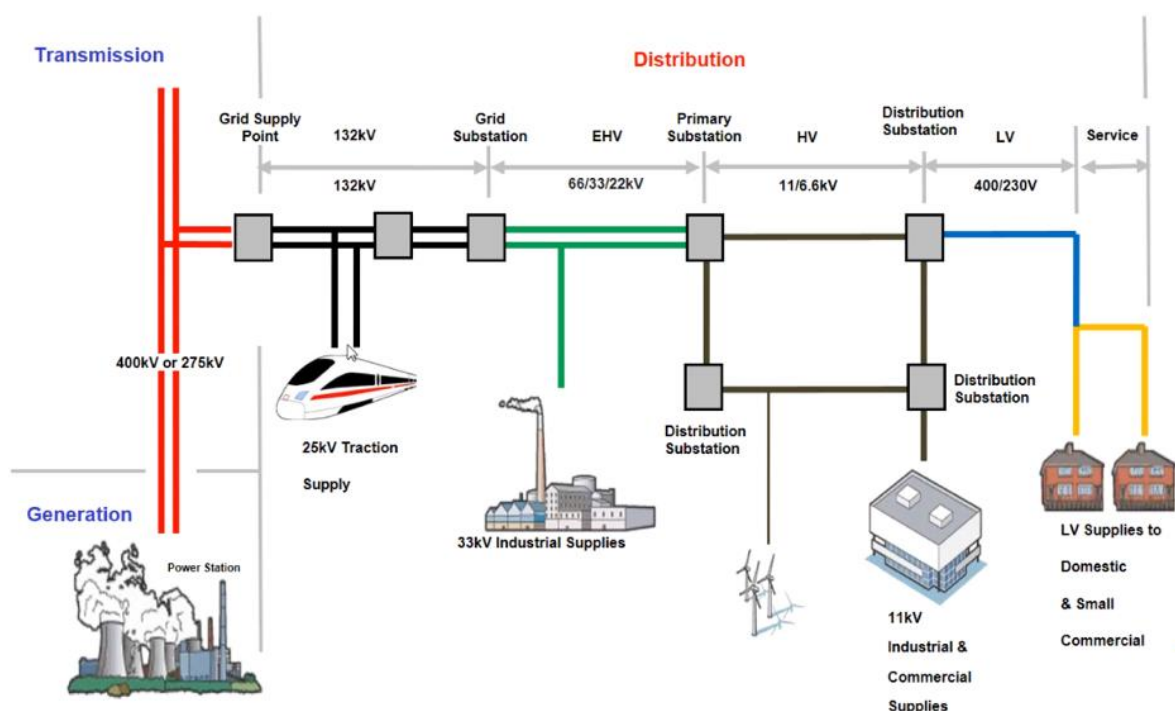 Transmission
Distribution
Grid Supply
Point
132kV
Grid
Substation
EHV
Primary
Substation
HV
Distribution
Substation
LV
Service
132kV
66/33/22kV
11/6.6kV
400/230V
400kV or 275kV
25kV Traction
Supply
Distribution
Substation
Distribution
Substation
Generation
Power Station
33kV Industrial Supplies
11kV
Industrial &
Commercial
Supplies
LV Supplies to
Domestic
& Small
Commercial